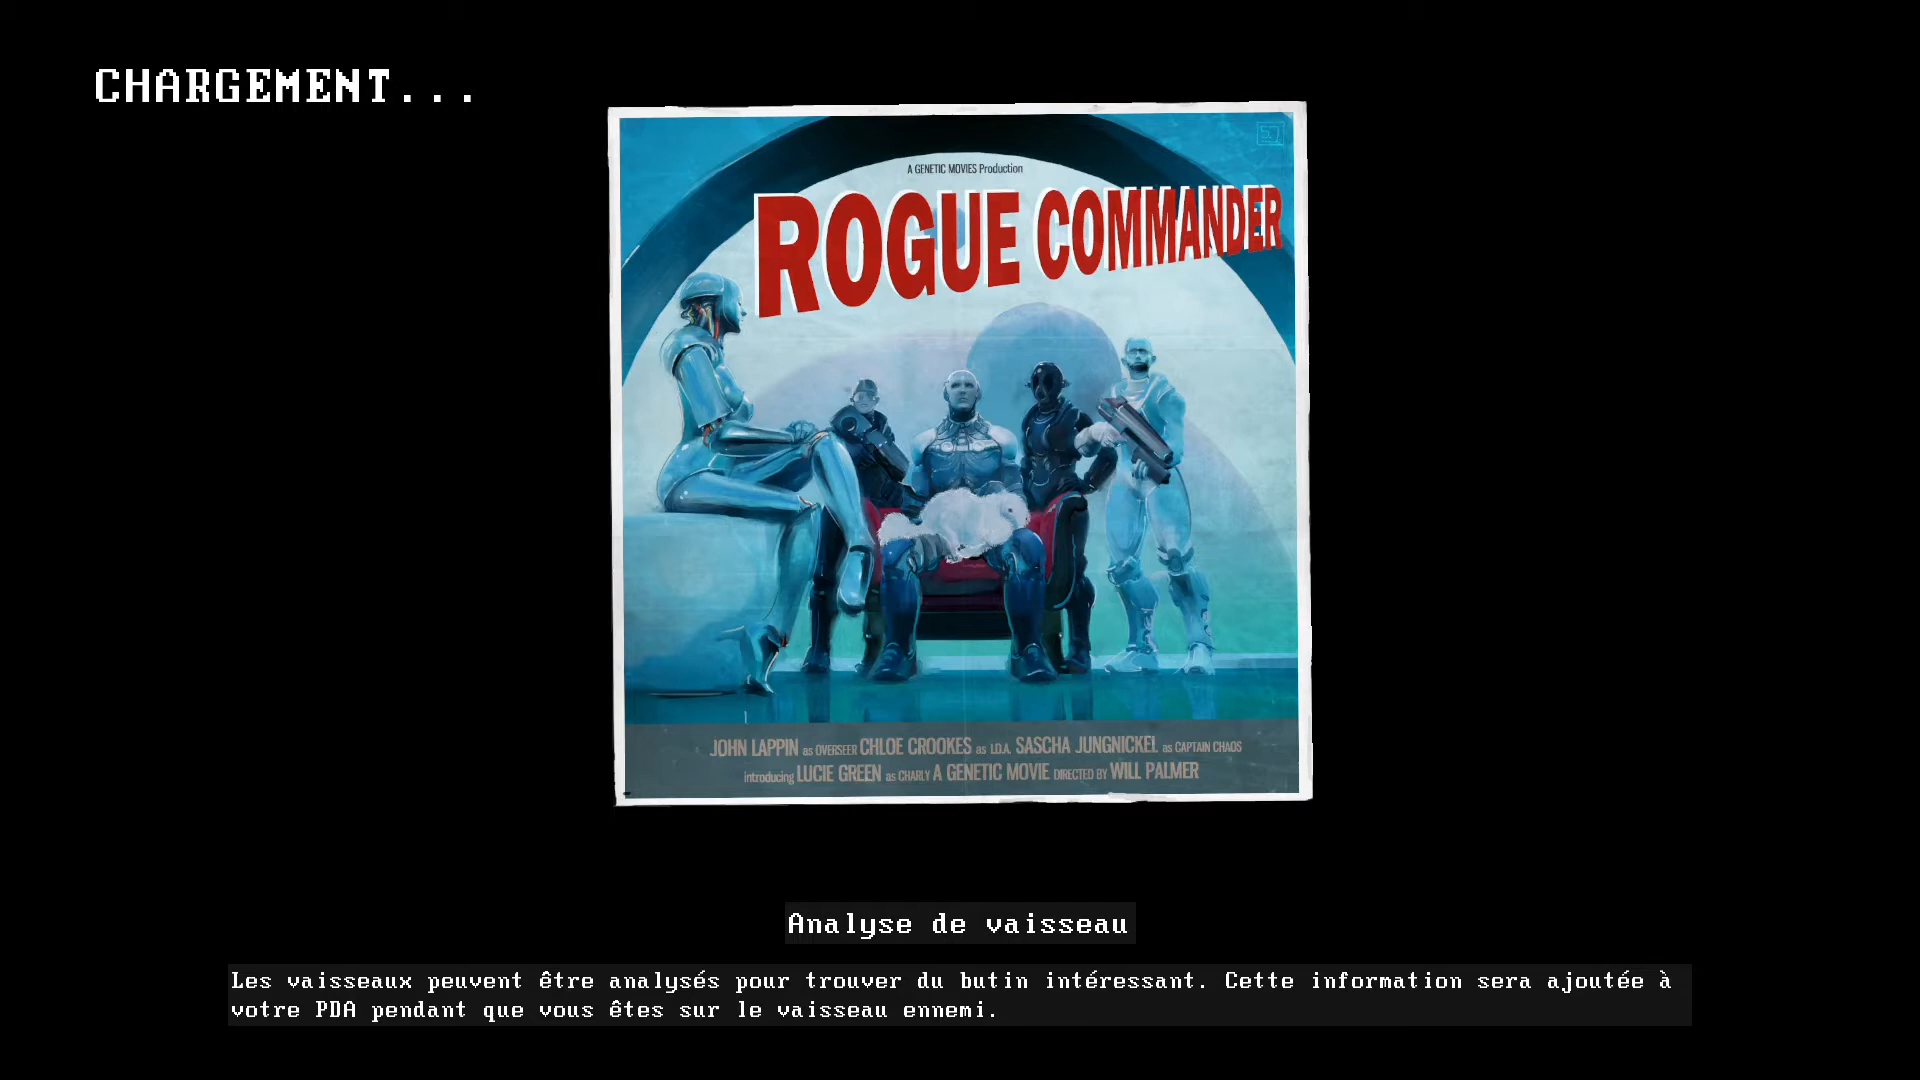 CHARGEMENT...
A GENETIC MOVIES Production
ROGUE COMMANDER
JOHN LAPPIN as OVERSEER CHLOE CROOKES as I.D.A. SASCHA JUNGNICKEL as CAPTAIN CHAOS
introducing LUCIE GREEN as CHARLY A GENETIC MOVIE DIRECTED BY WILL PALMER
Analyse de vaisseau
Les vaisseaux peuvent être analysés pour trouver du butin intéressant. Cette information sera ajoutée à
votre PDA pendant que vous êtes sur le vaisseau ennemi.